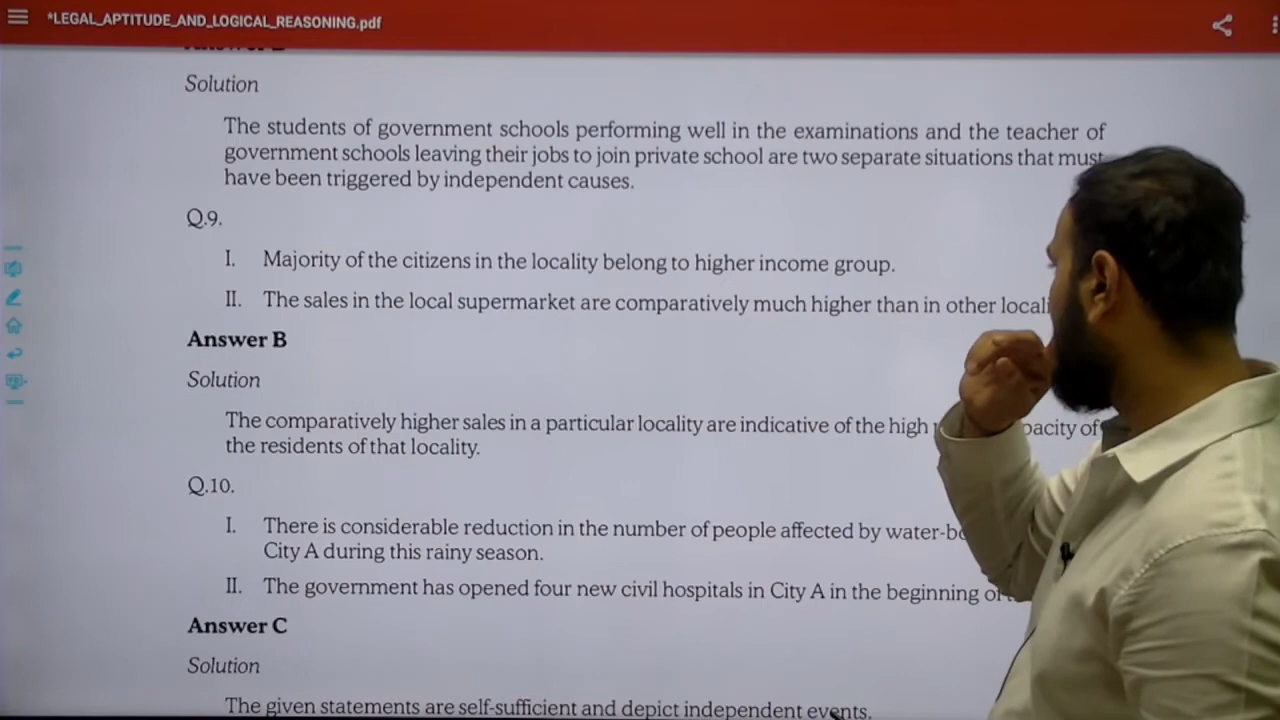 *LEGAL_APTITUDE_AND_LOGICAL_REASONING.pdf
Solution
The students of government schools performing well in the examinations and the teacher of
government schools leaving their jobs to join private school are two separate situations that must
have been triggered by independent causes.
Q.9.
I. Majority of the citizens in the locality belong to higher income group.
II. The sales in the local supermarket are comparatively much higher than in other
Answer B
Solution
The comparatively higher sales in a particular locality are indicative of the high of
the residents of that locality.
Q.10.
I. There is considerable reduction in the number of people affected by
City A during this rainy season.
II. The government has opened four new civil hospitals in City A in the beginning
Answer C
Solution
The given statements are self-sufficient and depict independent events.